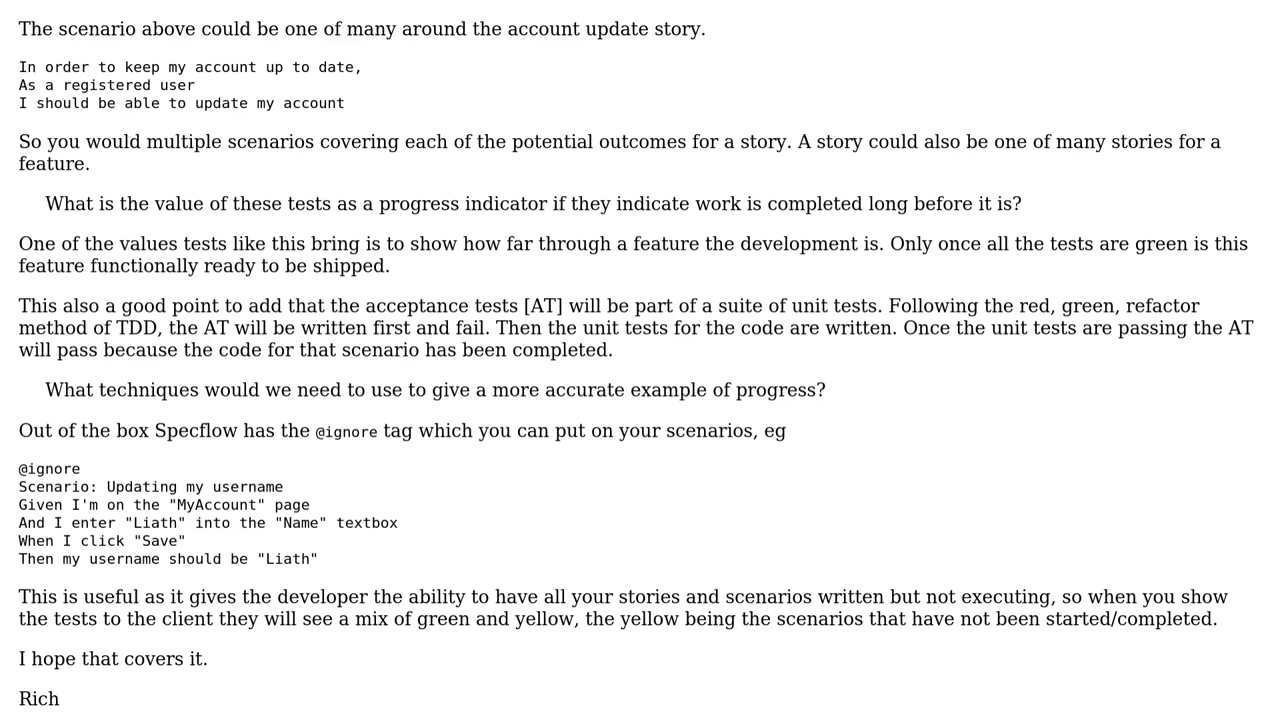 The scenario above could be one of many around the account update story.
In order to keep my account up to date,
As a registered user
I should be able to update my account
So you would multiple scenarios covering each of the potential outcomes for a story. A story could also be one of many stories for a
feature.
What is the value of these tests as a progress indicator if they indicate work is completed long before it is?
One of the values tests like this bring is to show how far through a feature the development is. Only once all the tests are green is this
feature functionally ready to be shipped.
This also a good point to add that the acceptance tests [AT] will be part of a suite of unit tests. Following the red, green, refactor
method of TDD, the AT will be written first and fail. Then the unit tests for the code are written. Once the unit tests are passing the AT
will pass because the code for that scenario has been completed.
What techniques would we need to use to give a more accurate example of progress?
Out of the box Specflow has the @ignore tag which you can put on your scenarios, eg
@ignore
Scenario: Updating my username
Given I'm on the "MyAccount" page
And I enter "Liath" into the "Name" textbox
When I click "Save"
Then my username should be "Liath"
This is useful as it gives the developer the ability to have all your stories and scenarios written but not executing, so when you show
the tests to the client they will see a mix of green and yellow, the yellow being the scenarios that have not been started/completed.
I hope that covers it.
Rich